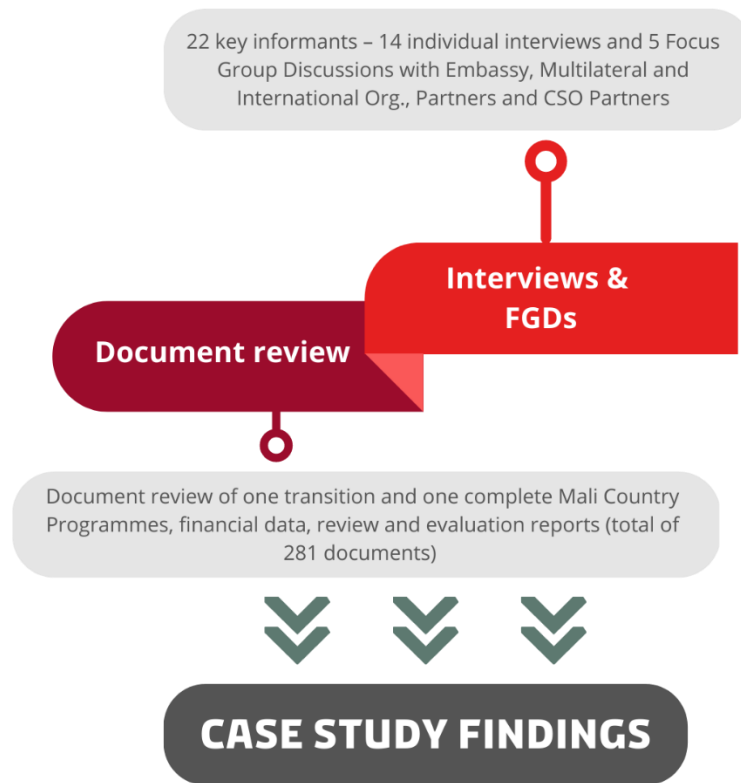 22 key informants – 14 individual interviews and 5 Focus
Group Discussions with Embassy, Multilateral and
International Org., Partners and CSO Partners
Interviews &
FGDs
Document review
Document review of one transition and one complete Mali Country
Programmes, financial data, review and evaluation reports (total of
281 documents)
CASE STUDY FINDINGS